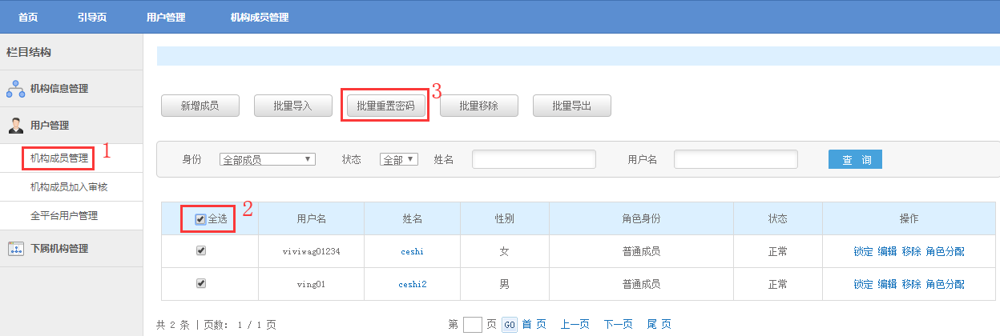 首页 引导页 用户管理 机构成员管理
栏目结构
机构信息管理
用户管理
机构成员管理 1
机构成员加入审核
全平台用户管理
下属机构管理
新增成员 批量导入 批量重置密码 3 批量移除 批量导出
身份 全部成员 状态 全部 姓名 用户名 查 询
全选 2 用户名 姓名 性别 角色身份 状态 操作
viviwag01234 ceshi 女 普通成员 正常 锁定 编辑 移除 角色分配
ving01 ceshi2 男 普通成员 正常 锁定 编辑 移除 角色分配
共 2 条 | 页数: 1 / 1 页 第 页 GO 首 页 上一页 下一页 尾 页